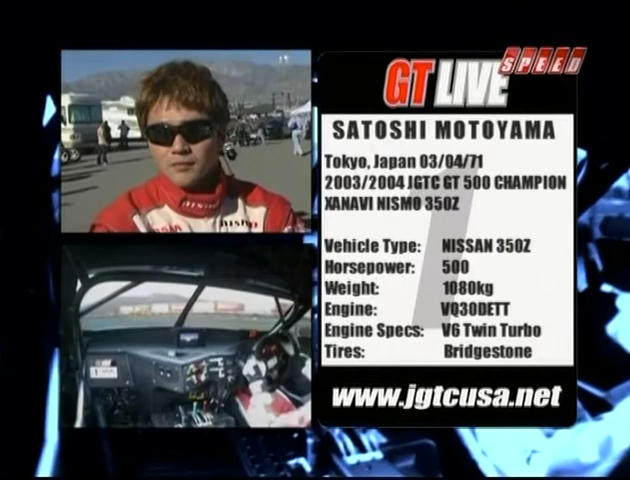 GT LIVE
SPEED
SATOSHI MOTOYAMA
Tokyo, Japan 03/04/71
2003/2004 JGTC GT 500 CHAMPION
XANAVI NISMO 350Z
1
Vehicle Type: NISSAN 350Z
Horsepower: 500
Weight: 1080kg
Engine: VQ30DETT
Engine Specs: V6 Twin Turbo
Tires: Bridgestone
www.jgtcusa.net
nismo